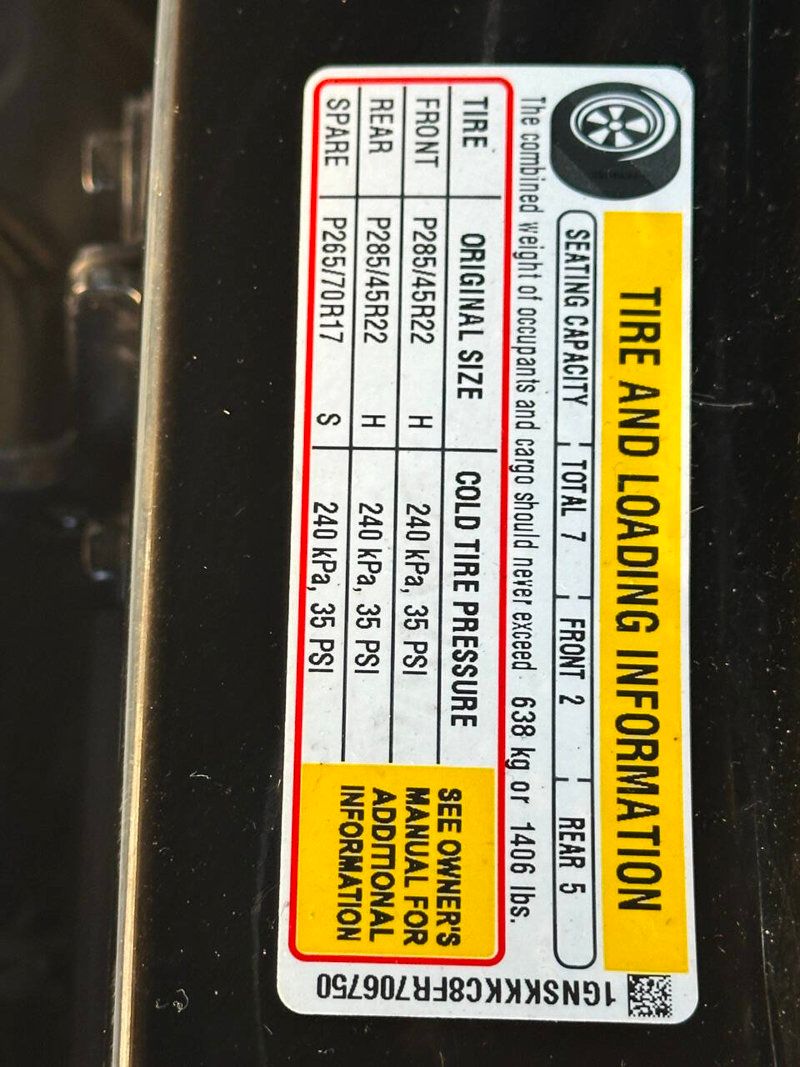 TIRE AND LOADING INFORMATION
SEATING CAPACITY TOTAL 7 FRONT 2 REAR 5
The combined weight of occupants and cargo should never exceed 638 kg or 1406 lbs.
TIRE ORIGINAL SIZE COLD TIRE PRESSURE
FRONT P285/45R22 H 240 kPa, 35 PSI
REAR P285/45R22 H 240 kPa, 35 PSI
SPARE P265/70R17 S 240 kPa, 35 PSI
SEE OWNER'S
MANUAL FOR
ADDITIONAL
INFORMATION
1GNSKKKC8FR706750